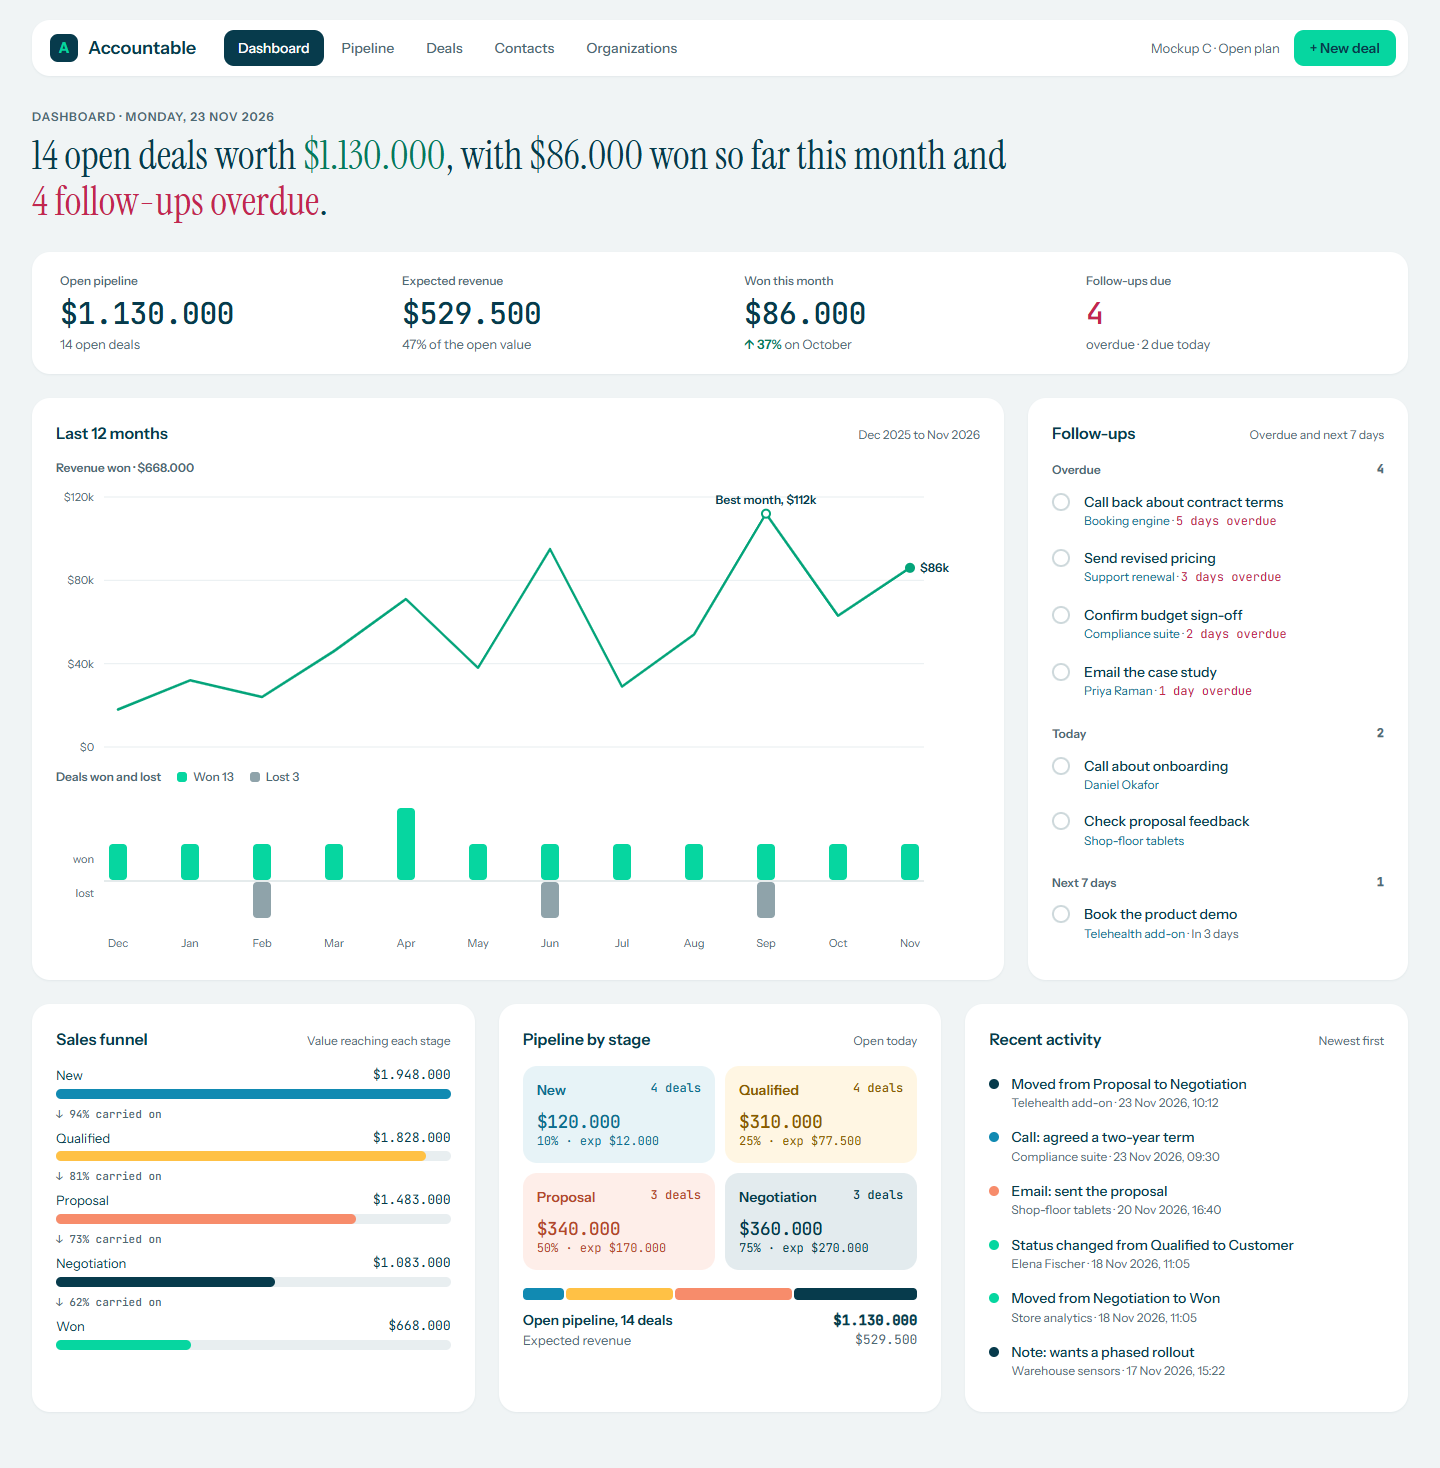 A Accountable Dashboard Pipeline Deals Contacts Organizations Mockup C · Open plan + New deal
DASHBOARD · MONDAY, 23 NOV 2026
14 open deals worth $1.130.000, with $86.000 won so far this month and
4 follow-ups overdue.
Open pipeline
$1.130.000
14 open deals
Expected revenue
$529.500
47% of the open value
Won this month
$86.000
↑ 37% on October
Follow-ups due
4
overdue · 2 due today
Last 12 months
Dec 2025 to Nov 2026
Revenue won · $668.000
$120k
$80k
$40k
$0
Best month, $112k
$86k
Deals won and lost Won 13 Lost 3
won
lost
Dec Jan Feb Mar Apr May Jun Jul Aug Sep Oct Nov
Follow-ups
Overdue and next 7 days
Overdue 4
Call back about contract terms
Booking engine · 5 days overdue
Send revised pricing
Support renewal · 3 days overdue
Confirm budget sign-off
Compliance suite · 2 days overdue
Email the case study
Priya Raman · 1 day overdue
Today 2
Call about onboarding
Daniel Okafor
Check proposal feedback
Shop-floor tablets
Next 7 days 1
Book the product demo
Telehealth add-on · In 3 days
Sales funnel
Value reaching each stage
New $1.948.000
↓ 94% carried on
Qualified $1.828.000
↓ 81% carried on
Proposal $1.483.000
↓ 73% carried on
Negotiation $1.083.000
↓ 62% carried on
Won $668.000
Pipeline by stage
Open today
New 4 deals
$120.000
10% · exp $12.000
Qualified 4 deals
$310.000
25% · exp $77.500
Proposal 3 deals
$340.000
50% · exp $170.000
Negotiation 3 deals
$360.000
75% · exp $270.000
Open pipeline, 14 deals $1.130.000
Expected revenue $529.500
Recent activity
Newest first
Moved from Proposal to Negotiation
Telehealth add-on · 23 Nov 2026, 10:12
Call: agreed a two-year term
Compliance suite · 23 Nov 2026, 09:30
Email: sent the proposal
Shop-floor tablets · 20 Nov 2026, 16:40
Status changed from Qualified to Customer
Elena Fischer · 18 Nov 2026, 11:05
Moved from Negotiation to Won
Store analytics · 18 Nov 2026, 11:05
Note: wants a phased rollout
Warehouse sensors · 17 Nov 2026, 15:22